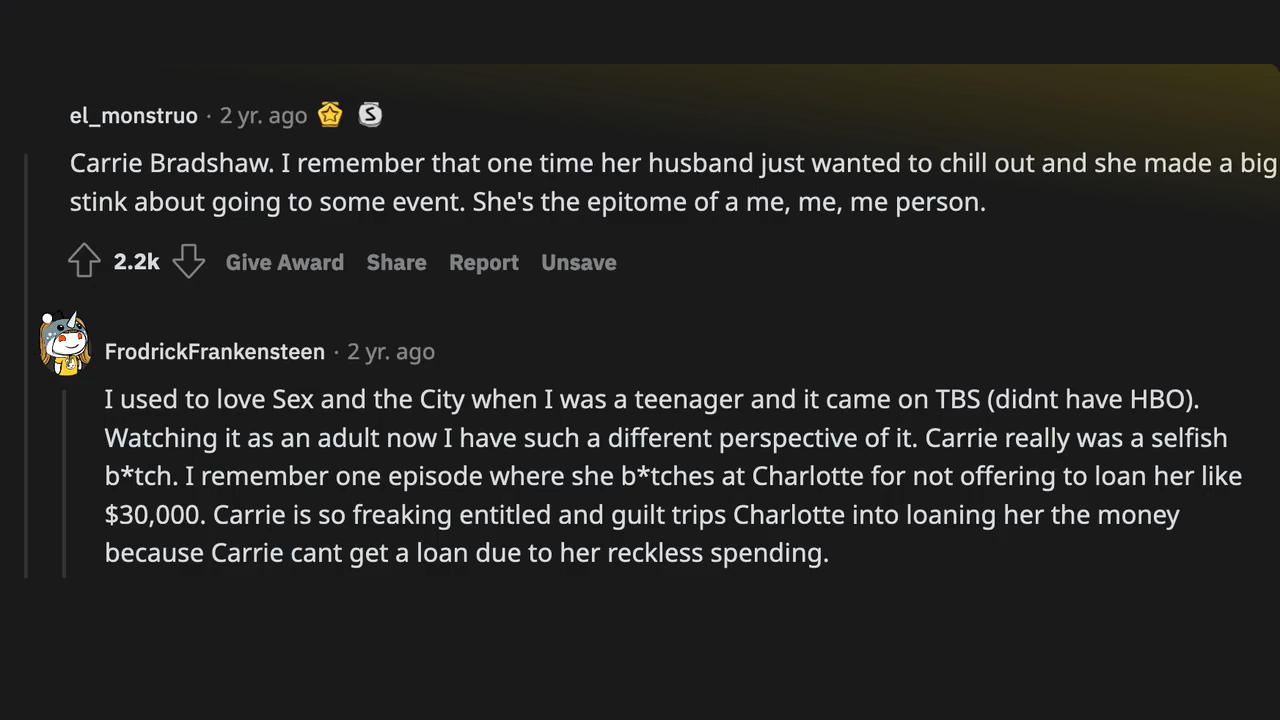 el_monstruo · 2 yr. ago
Carrie Bradshaw. I remember that one time her husband just wanted to chill out and she made a big
stink about going to some event. She's the epitome of a me, me, me person.
2.2k Give Award Share Report Unsave
FrodrickFrankensteen · 2 yr. ago
I used to love Sex and the City when I was a teenager and it came on TBS (didnt have HBO).
Watching it as an adult now I have such a different perspective of it. Carrie really was a selfish
b*tch. I remember one episode where she b*tches at Charlotte for not offering to loan her like
$30,000. Carrie is so freaking entitled and guilt trips Charlotte into loaning her the money
because Carrie cant get a loan due to her reckless spending.